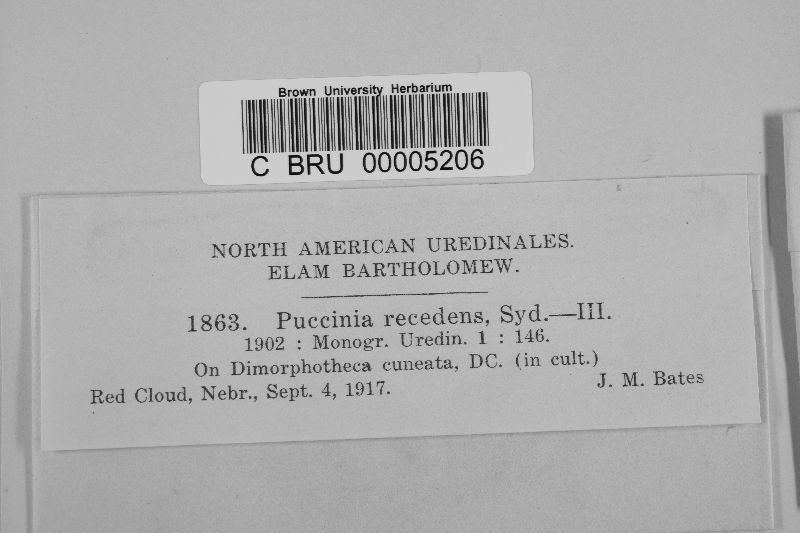 Brown University Herbarium
C BRU 00005206
NORTH AMERICAN UREDINALES.
ELAM BARTHOLOMEW.
1863. Puccinia recedens, Syd.—III.
1902 : Monogr. Uredin. 1 : 146.
On Dimorphotheca cuneata, DC. (in cult.)
Red Cloud, Nebr., Sept. 4, 1917. J. M. Bates